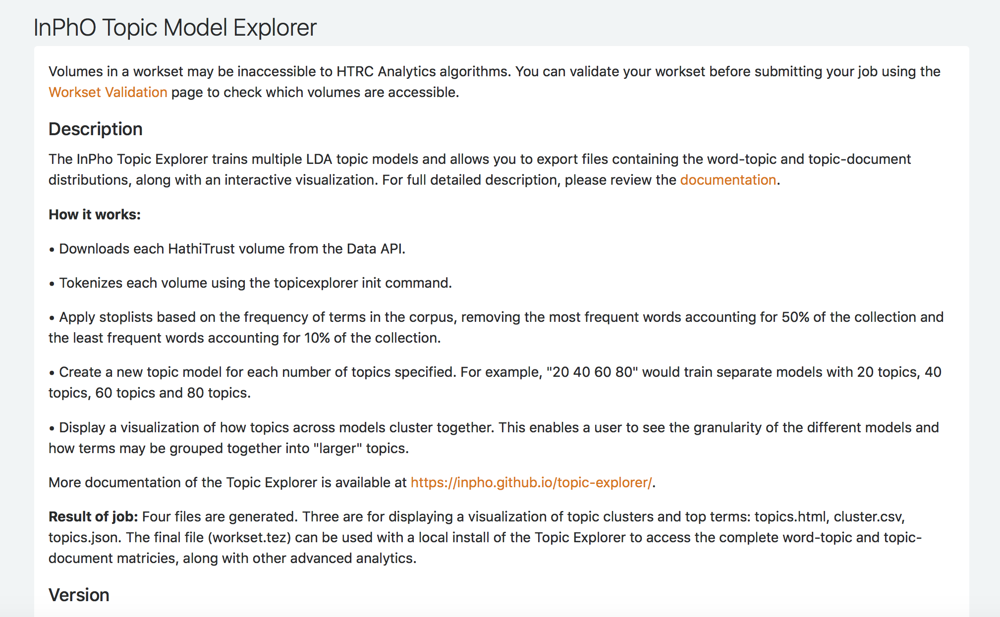 InPhO Topic Model Explorer
Volumes in a workset may be inaccessible to HTRC Analytics algorithms. You can validate your workset before submitting your job using the
Workset Validation page to check which volumes are accessible.
Description
The InPho Topic Explorer trains multiple LDA topic models and allows you to export files containing the word-topic and topic-document
distributions, along with an interactive visualization. For full detailed description, please review the documentation.
How it works:
• Downloads each HathiTrust volume from the Data API.
• Tokenizes each volume using the topicexplorer init command.
• Apply stoplists based on the frequency of terms in the corpus, removing the most frequent words accounting for 50% of the collection and
the least frequent words accounting for 10% of the collection.
• Create a new topic model for each number of topics specified. For example, "20 40 60 80" would train separate models with 20 topics, 40
topics, 60 topics and 80 topics.
• Display a visualization of how topics across models cluster together. This enables a user to see the granularity of the different models and
how terms may be grouped together into "larger" topics.
More documentation of the Topic Explorer is available at https://inpho.github.io/topic-explorer/.
Result of job: Four files are generated. Three are for displaying a visualization of topic clusters and top terms: topics.html, cluster.csv,
topics.json. The final file (workset.tez) can be used with a local install of the Topic Explorer to access the complete word-topic and topic-
document matricies, along with other advanced analytics.
Version